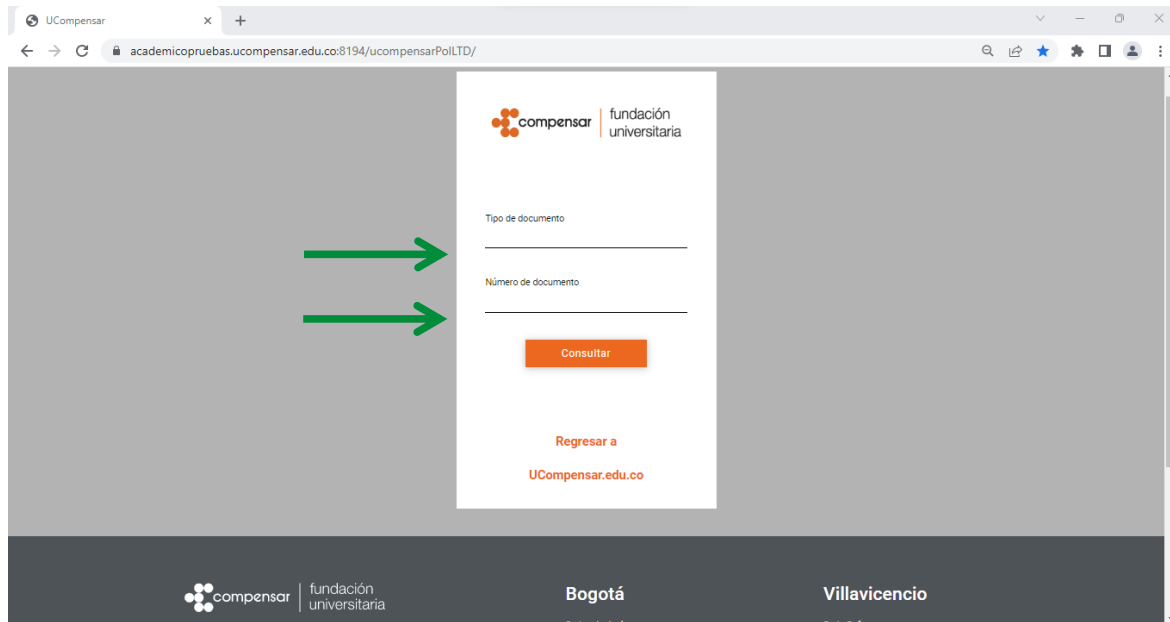 UCompensar
academicopruebas.ucompensar.edu.co:8194/ucompensarPolLTD/
compensar
fundación
universitaria
Tipo de documento
Número de documento
Consultar
Regresar a
UCompensar.edu.co
compensar
fundación
universitaria
Bogotá
Villavicencio